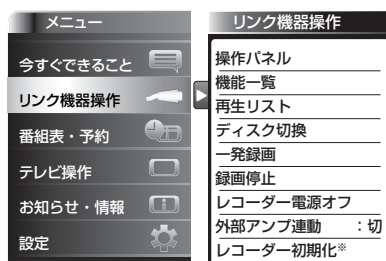 メニュー
今すぐできること
リンク機器操作
番組表・予約
テレビ操作
お知らせ・情報
設定
リンク機器操作
操作パネル
機能一覧
再生リスト
ディスク切換
一発録画
録画停止
レコーダー電源オフ
外部アンプ連動　：切
レコーダー初期化※